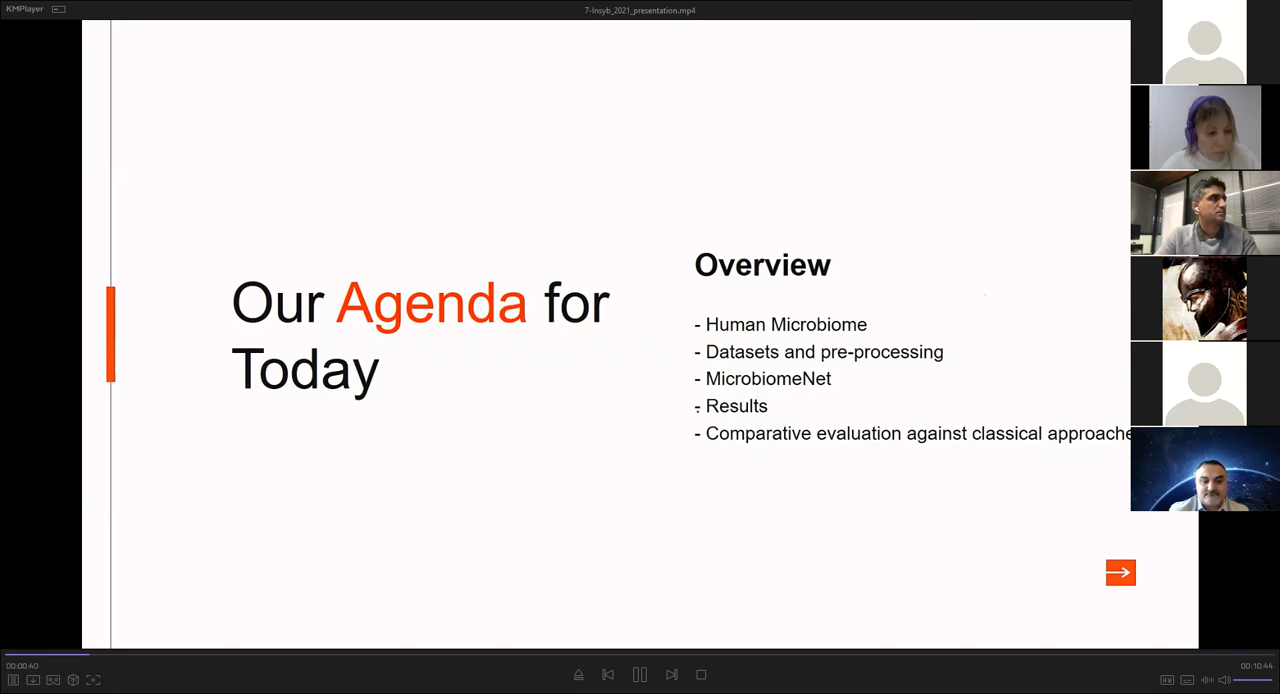 KMPlayer
7-Insyb_2021_presentation.mp4
Our Agenda for
Today
Overview
- Human Microbiome
- Datasets and pre-processing
- MicrobiomeNet
- Results
- Comparative evaluation against classical approache
00:00:40
00:10:44